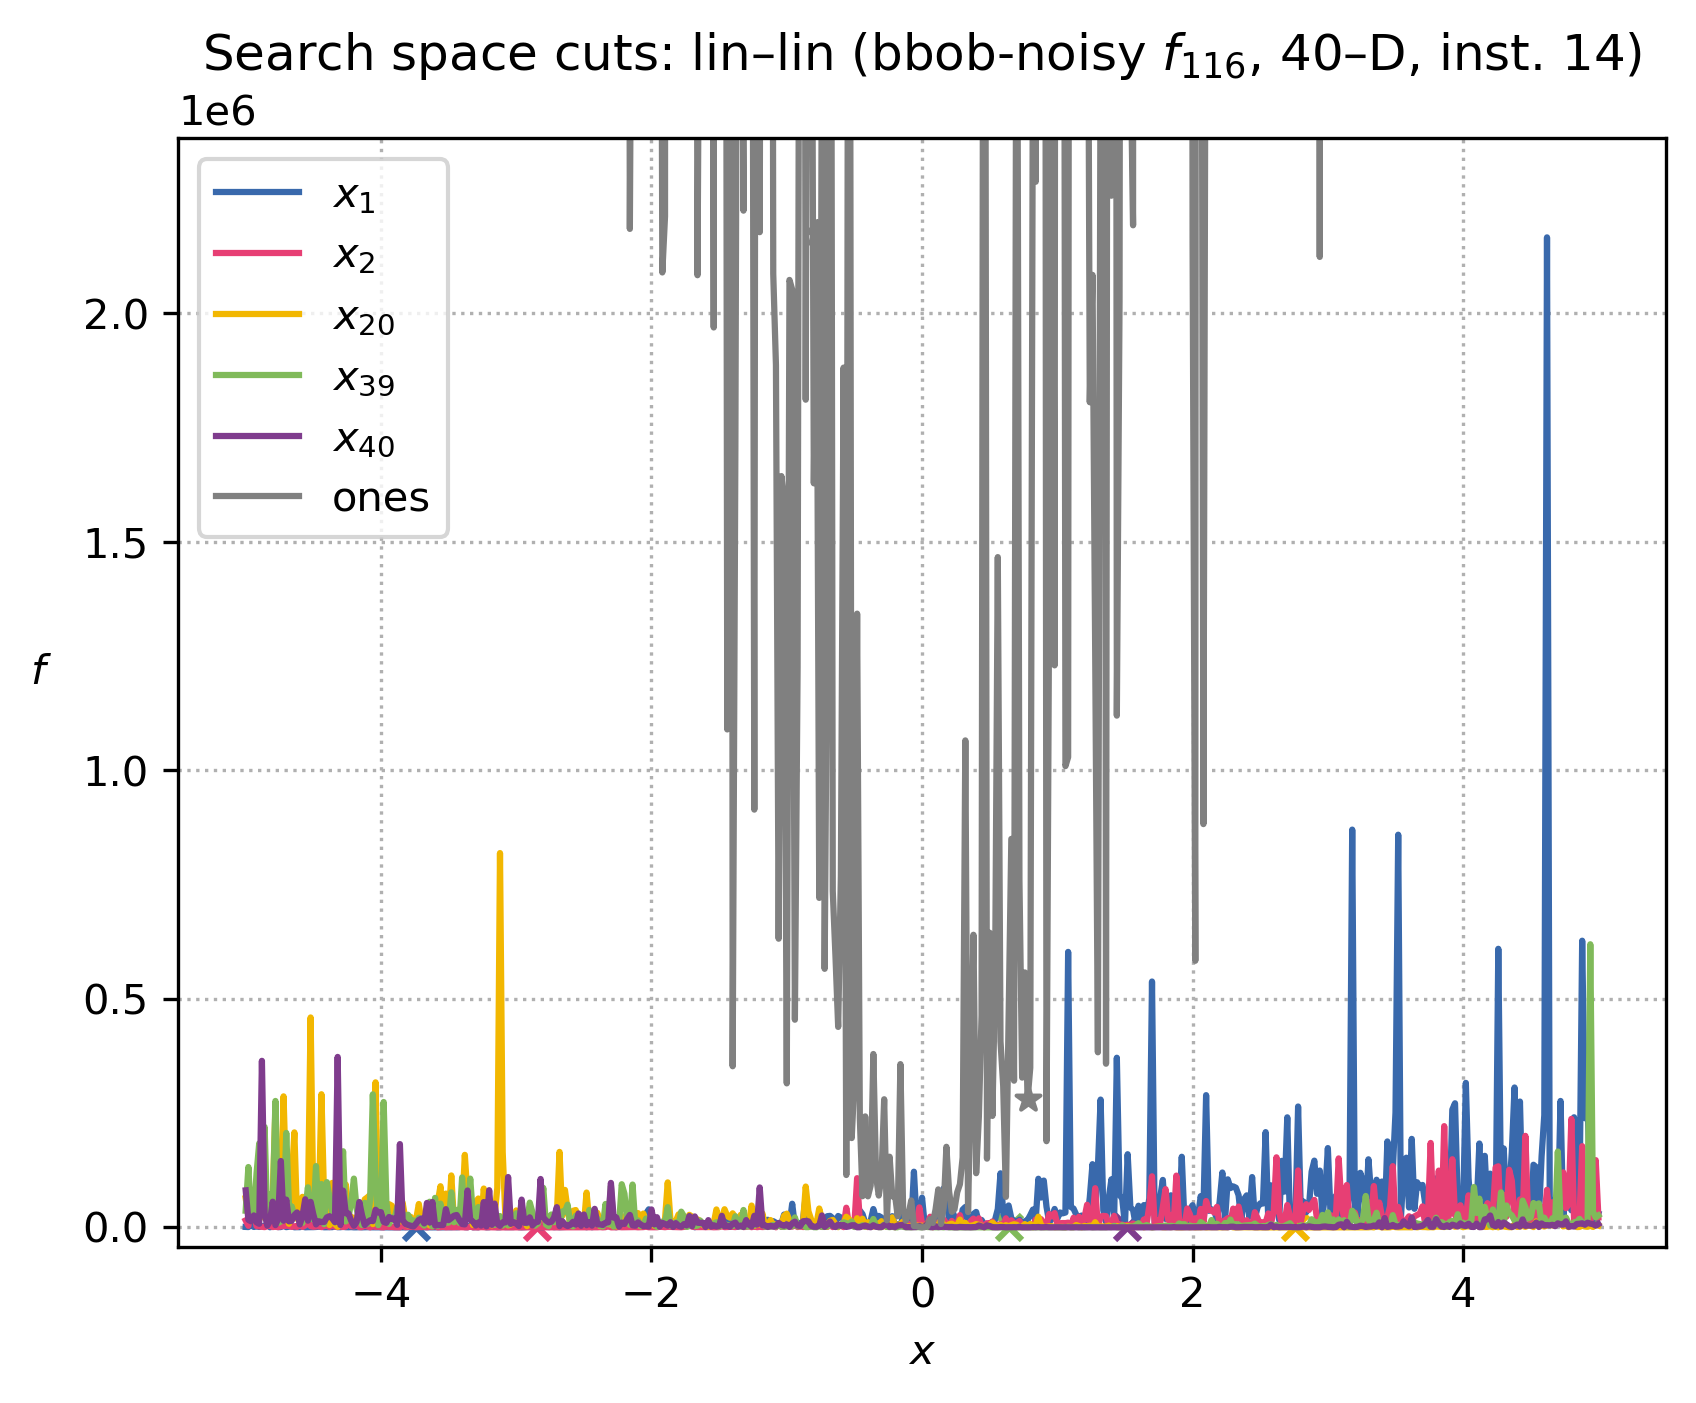 Search space cuts: lin–lin (bbob-noisy f116, 40–D, inst. 14)
1e6
x1
x2
x20
x39
x40
ones
2.0
1.5
1.0
0.5
0.0
f
−4 −2 0 2 4
x